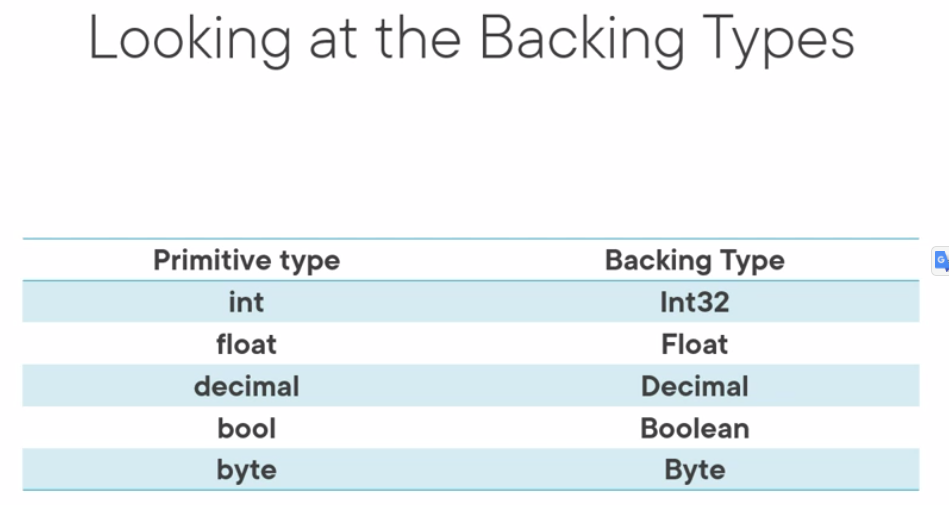 Looking at the Backing Types
Primitive type Backing Type
int Int32
float Float
decimal Decimal
bool Boolean
byte Byte